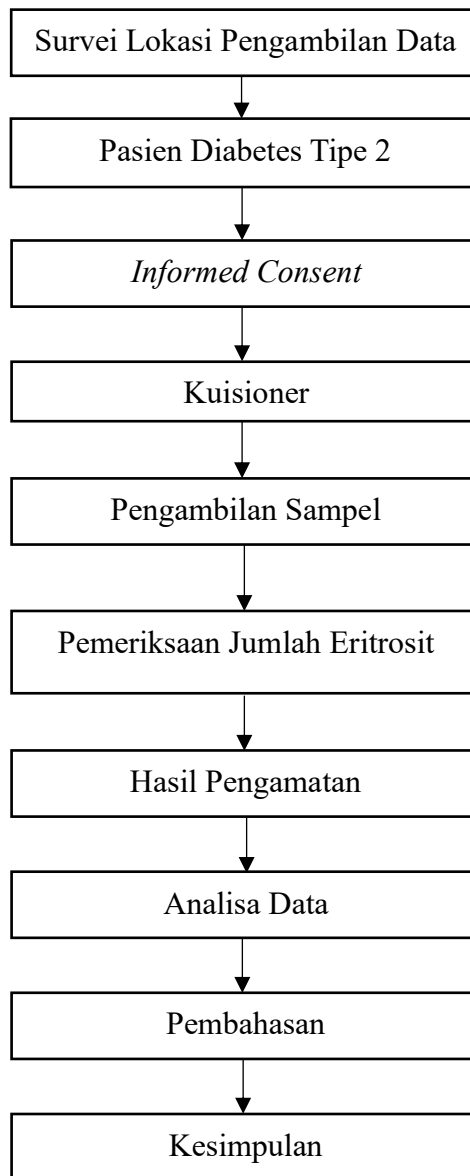 Survei Lokasi Pengambilan Data
Pasien Diabetes Tipe 2
Informed Consent
Kuisioner
Pengambilan Sampel
Pemeriksaan Jumlah Eritrosit
Hasil Pengamatan
Analisa Data
Pembahasan
Kesimpulan